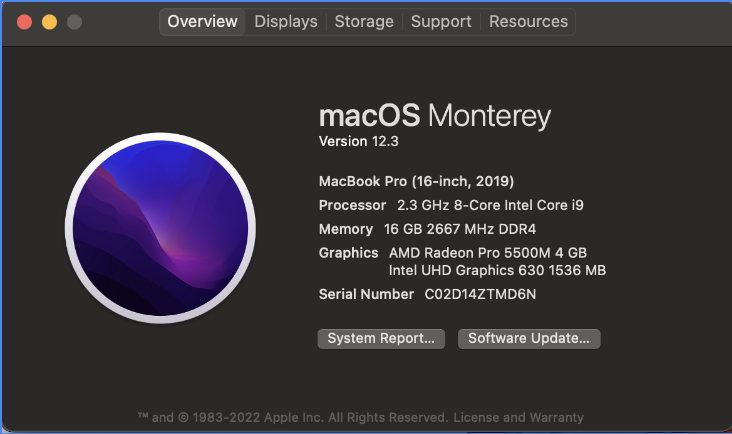 Overview Displays Storage Support Resources
macOS Monterey
Version 12.3
MacBook Pro (16-inch, 2019)
Processor 2.3 GHz 8-Core Intel Core i9
Memory 16 GB 2667 MHz DDR4
Graphics AMD Radeon Pro 5500M 4 GB
Intel UHD Graphics 630 1536 MB
Serial Number C02D14ZTMD6N
System Report... Software Update...
™ and © 1983-2022 Apple Inc. All Rights Reserved. License and Warranty